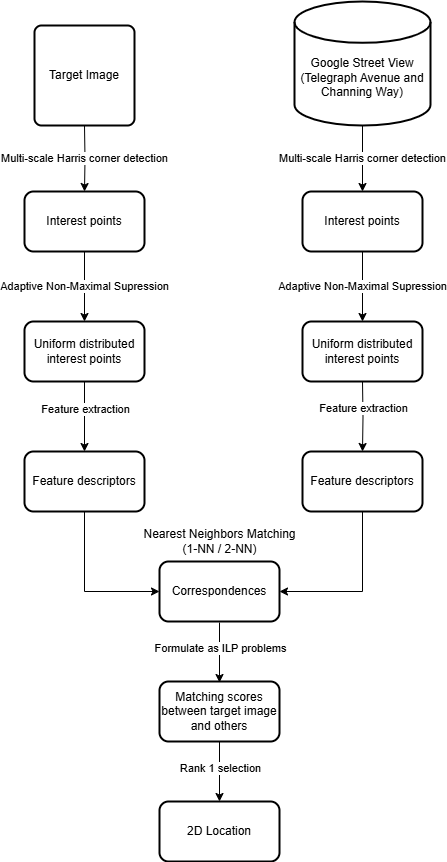 Target Image
Google Street View
(Telegraph Avenue and
Channing Way)
Multi-scale Harris corner detection
Multi-scale Harris corner detection
Interest points
Interest points
Adaptive Non-Maximal Supression
Adaptive Non-Maximal Supression
Uniform distributed
interest points
Uniform distributed
interest points
Feature extraction
Feature extraction
Feature descriptors
Feature descriptors
Nearest Neighbors Matching
(1-NN / 2-NN)
Correspondences
Formulate as ILP problems
Matching scores
between target image
and others
Rank 1 selection
2D Location